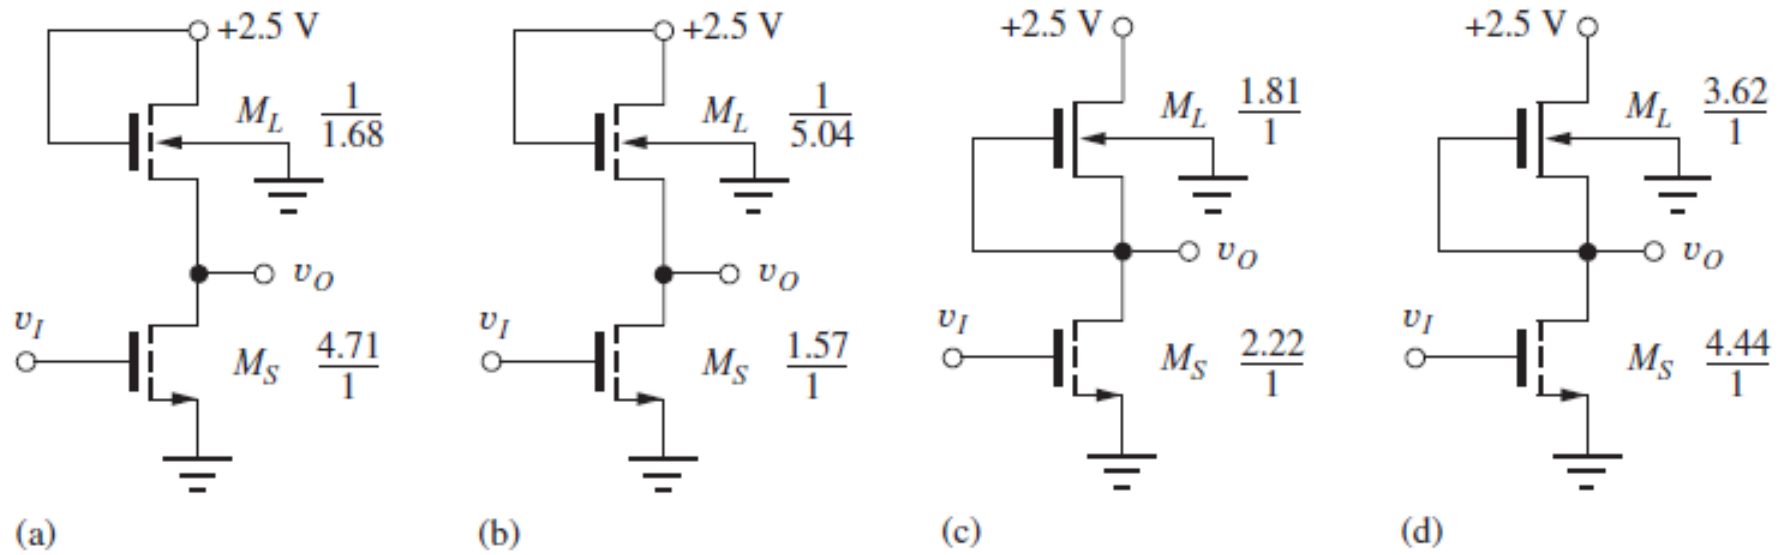 +2.5 V
M_L 1/1.68
v_O
v_I
M_S 4.71/1
(a)
+2.5 V
M_L 1/5.04
v_O
v_I
M_S 1.57/1
(b)
+2.5 V
M_L 1.81/1
v_O
v_I
M_S 2.22/1
(c)
+2.5 V
M_L 3.62/1
v_O
v_I
M_S 4.44/1
(d)